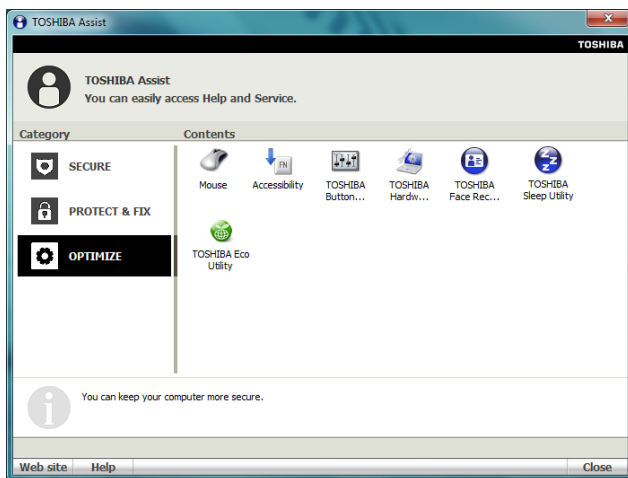 TOSHIBA Assist
X
TOSHIBA
TOSHIBA Assist
You can easily access Help and Service.
Category
Contents
SECURE
PROTECT & FIX
OPTIMIZE
Mouse
Accessibility
FN
TOSHIBA
Button...
TOSHIBA
Hardw...
TOSHIBA
Face Rec...
TOSHIBA
Sleep Utility
z z z
TOSHIBA Eco
Utility
i
You can keep your computer more secure.
Web site
Help
Close